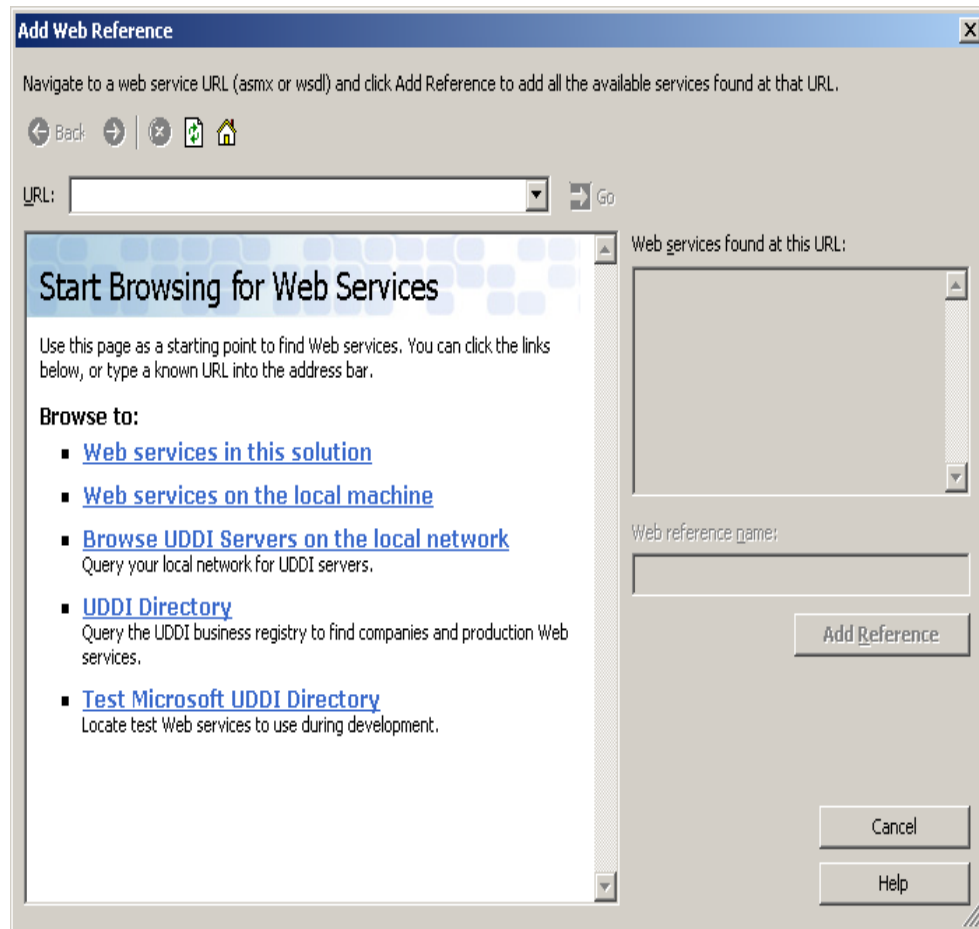 Add Web Reference
Navigate to a web service URL (asmx or wsdl) and click Add Reference to add all the available services found at that URL.
Back
URL:
Go
Start Browsing for Web Services
Use this page as a starting point to find Web services. You can click the links
below, or type a known URL into the address bar.
Browse to:
Web services in this solution
Web services on the local machine
Browse UDDI Servers on the local network
Query your local network for UDDI servers.
UDDI Directory
Query the UDDI business registry to find companies and production Web
services.
Test Microsoft UDDI Directory
Locate test Web services to use during development.
Web services found at this URL:
Web reference name:
Add Reference
Cancel
Help